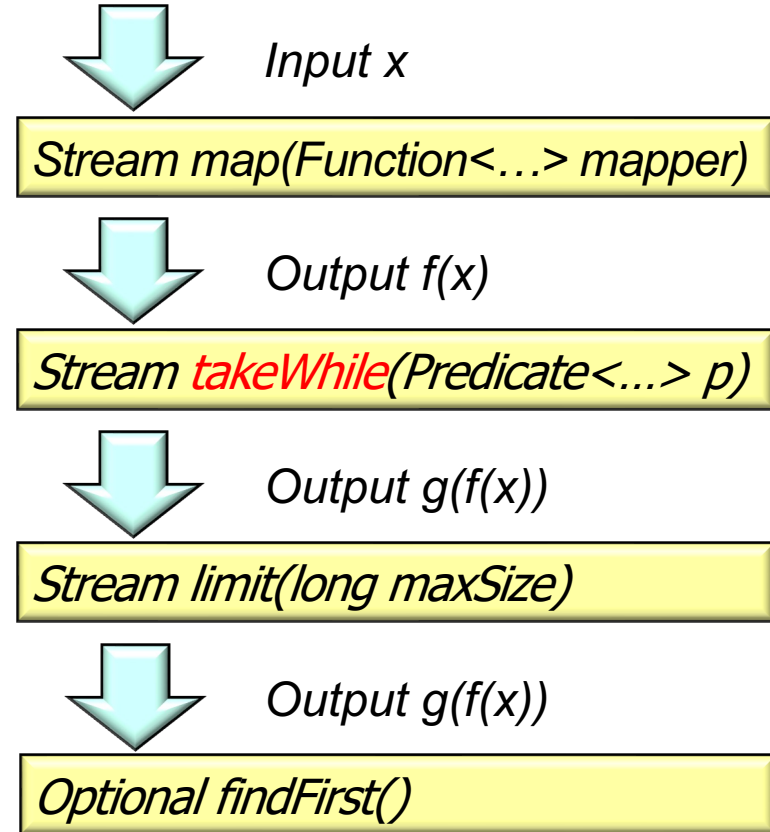 Input x
Stream map(Function<…> mapper)
Output f(x)
Stream takeWhile(Predicate<...> p)
Output g(f(x))
Stream limit(long maxSize)
Output g(f(x))
Optional findFirst()